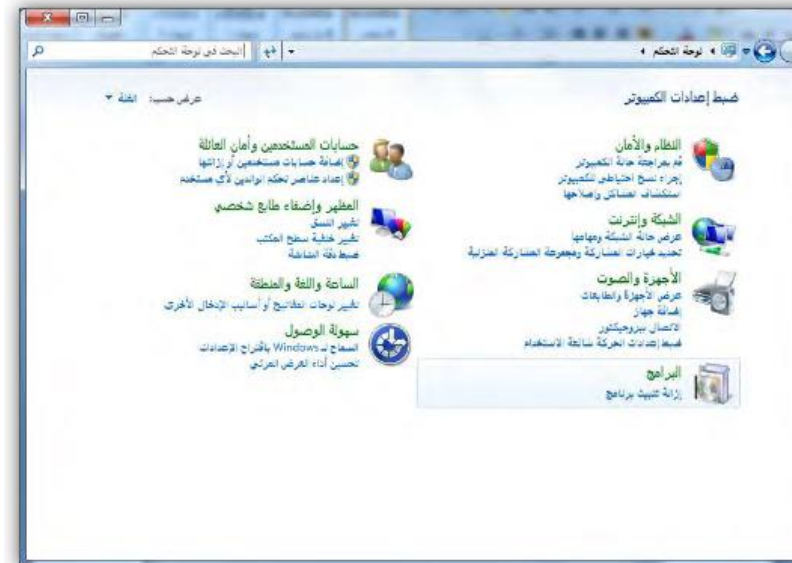 لوحة التحكم
البحث في لوحة التحكم
ضبط إعدادات الكمبيوتر
عرض حسب: الفئة
النظام والأمان
قم بمراجعة حالة الكمبيوتر
إجراء نسخ احتياطي للكمبيوتر
استكشاف المشاكل وإصلاحها
الشبكة وإنترنت
عرض حالة الشبكة ومهامها
تحديد خيارات المشاركة ومجموعة المشاركة المنزلية
الأجهزة والصوت
عرض الأجهزة والطابعات
إضافة جهاز
الاتصال ببروجيكتور
ضبط إعدادات الحركة شائعة الاستخدام
البرامج
إزالة تثبيت برنامج
حسابات المستخدمين وأمان العائلة
إضافة حسابات مستخدمين أو إزالتها
إعداد عناصر تحكم الوالدين لأي مستخدم
المظهر وإضفاء طابع شخصي
تغيير النسق
تغيير خلفية سطح المكتب
ضبط دقة الشاشة
الساعة واللغة والمنطقة
تغيير لوحات المفاتيح أو أساليب الإدخال الأخرى
سهولة الوصول
السماح لـ Windows باقتراح الإعدادات
تحسين أداء العرض المرئي